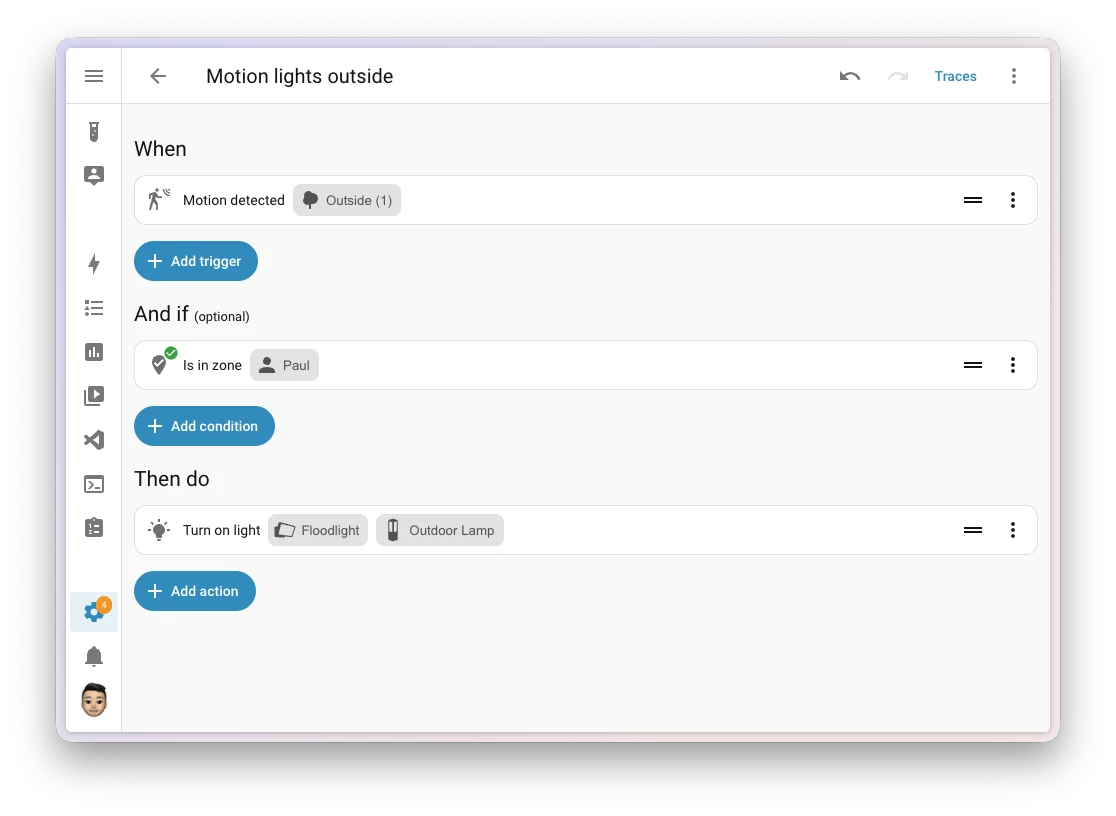 Motion lights outside
Traces
When
Motion detected Outside (1)
Add trigger
And if (optional)
Is in zone Paul
Add condition
Then do
Turn on light Floodlight Outdoor Lamp
Add action
4